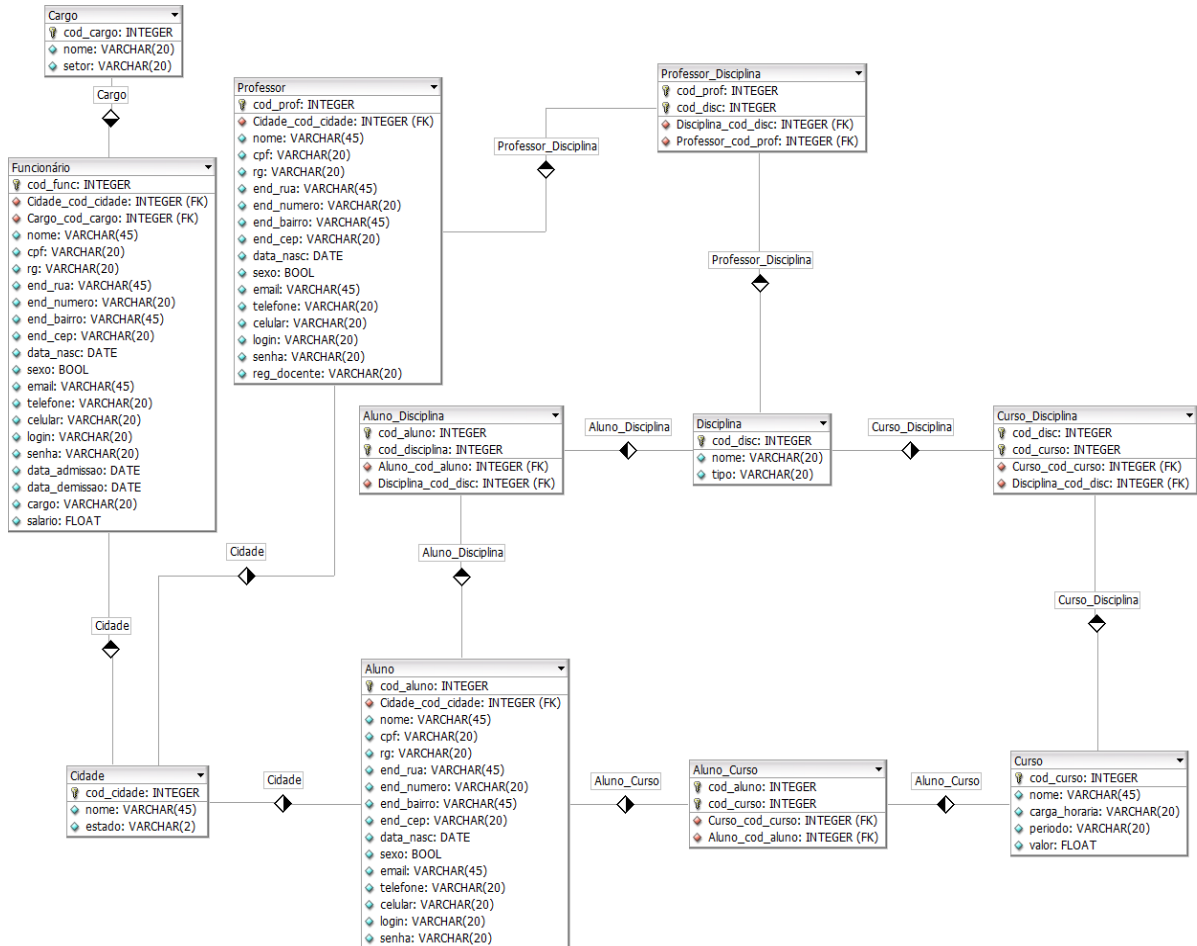 Cargo
cod_cargo: INTEGER
nome: VARCHAR(20)
setor: VARCHAR(20)
Cargo
Funcionário
cod_func: INTEGER
Cidade_cod_cidade: INTEGER (FK)
Cargo_cod_cargo: INTEGER (FK)
nome: VARCHAR(45)
cpf: VARCHAR(20)
rg: VARCHAR(20)
end_rua: VARCHAR(45)
end_numero: VARCHAR(20)
end_bairro: VARCHAR(45)
end_cep: VARCHAR(20)
data_nasc: DATE
sexo: BOOL
email: VARCHAR(45)
telefone: VARCHAR(20)
celular: VARCHAR(20)
login: VARCHAR(20)
senha: VARCHAR(20)
data_admissao: DATE
data_demissao: DATE
cargo: VARCHAR(20)
salario: FLOAT
Professor
cod_prof: INTEGER
Cidade_cod_cidade: INTEGER (FK)
nome: VARCHAR(45)
cpf: VARCHAR(20)
rg: VARCHAR(20)
end_rua: VARCHAR(45)
end_numero: VARCHAR(20)
end_bairro: VARCHAR(45)
end_cep: VARCHAR(20)
data_nasc: DATE
sexo: BOOL
email: VARCHAR(45)
telefone: VARCHAR(20)
celular: VARCHAR(20)
login: VARCHAR(20)
senha: VARCHAR(20)
reg_docente: VARCHAR(20)
Professor_Disciplina
Professor_Disciplina
cod_prof: INTEGER
cod_disc: INTEGER
Disciplina_cod_disc: INTEGER (FK)
Professor_cod_prof: INTEGER (FK)
Professor_Disciplina
Aluno_Disciplina
cod_aluno: INTEGER
cod_disciplina: INTEGER
Aluno_cod_aluno: INTEGER (FK)
Disciplina_cod_disc: INTEGER (FK)
Aluno_Disciplina
Disciplina
cod_disc: INTEGER
nome: VARCHAR(20)
tipo: VARCHAR(20)
Curso_Disciplina
Curso_Disciplina
cod_disc: INTEGER
cod_curso: INTEGER
Curso_cod_curso: INTEGER (FK)
Disciplina_cod_disc: INTEGER (FK)
Cidade
Aluno_Disciplina
Curso_Disciplina
Cidade
Cidade
cod_cidade: INTEGER
nome: VARCHAR(45)
estado: VARCHAR(2)
Cidade
Aluno
cod_aluno: INTEGER
Cidade_cod_cidade: INTEGER (FK)
nome: VARCHAR(45)
cpf: VARCHAR(20)
rg: VARCHAR(20)
end_rua: VARCHAR(45)
end_numero: VARCHAR(20)
end_bairro: VARCHAR(45)
end_cep: VARCHAR(20)
data_nasc: DATE
sexo: BOOL
email: VARCHAR(45)
telefone: VARCHAR(20)
celular: VARCHAR(20)
login: VARCHAR(20)
senha: VARCHAR(20)
Aluno_Curso
Aluno_Curso
cod_aluno: INTEGER
cod_curso: INTEGER
Curso_cod_curso: INTEGER (FK)
Aluno_cod_aluno: INTEGER (FK)
Aluno_Curso
Curso
cod_curso: INTEGER
nome: VARCHAR(45)
carga_horaria: VARCHAR(20)
periodo: VARCHAR(20)
valor: FLOAT